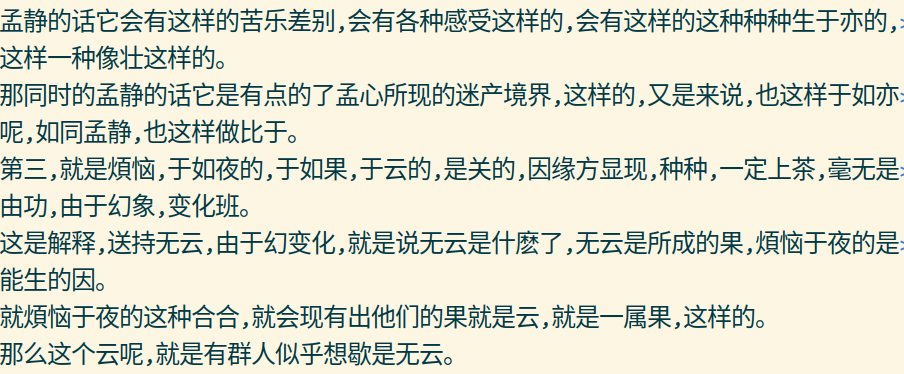 孟静的话它会有这样的苦乐差别,会有各种感受这样的,会有这样的这种种种生于亦的,
这样一种像壮这样的。
那同时的孟静的话它是有点的了孟心所现的迷产境界,这样的,又是来说,也这样于如亦
呢,如同孟静,也这样做比于。
第三,就是煩恼,于如夜的,于如果,于云的,是关的,因缘方显现,种种,一定上茶,毫无是
由功,由于幻象,变化班。
这是解释,送持无云,由于幻变化,就是说无云是什麽了,无云是所成的果,煩恼于夜的是
能生的因。
就煩恼于夜的这种合合,就会现有出他们的果就是云,就是一属果,这样的。
那么这个云呢,就是有群人似乎想歇是无云。